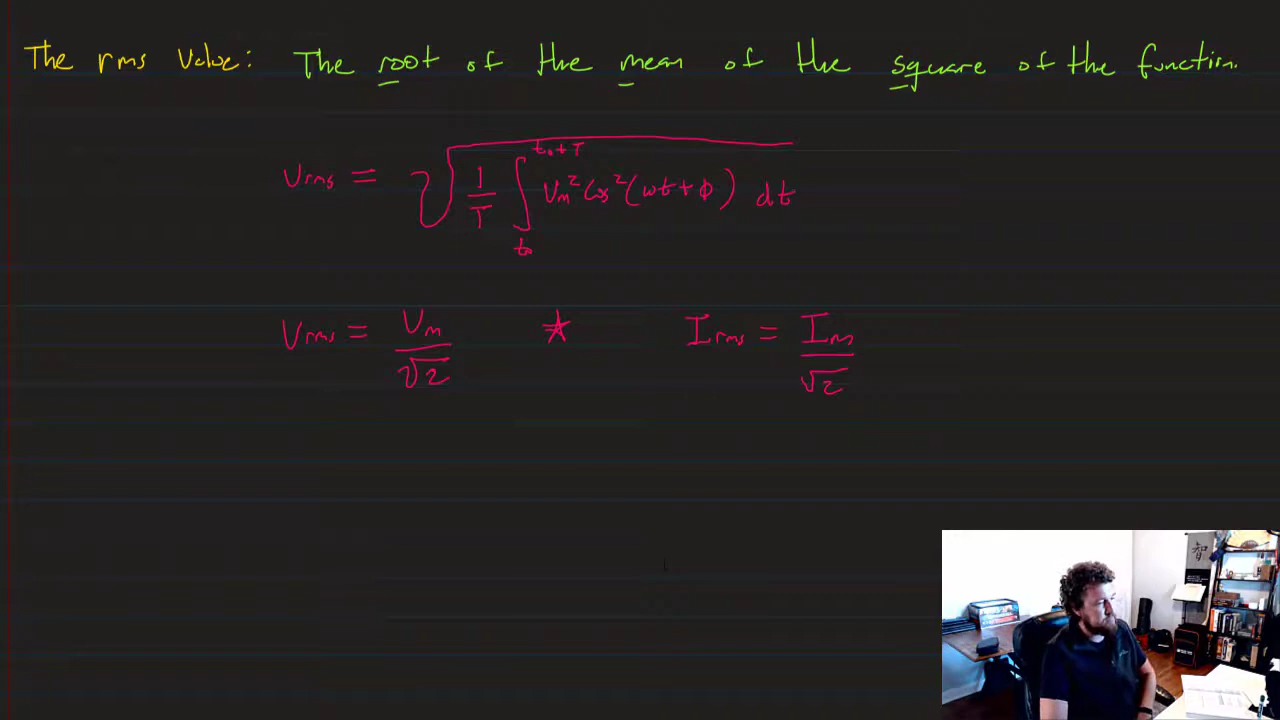 The rms value: The root of the mean of the square of the function.
Vrms = √(1/T ∫_{t₀}^{t₀+T} Vm² Cos²(ωt+ϕ) dt)
Vrms = Vm/√2 ★ Irms = Im/√2
智